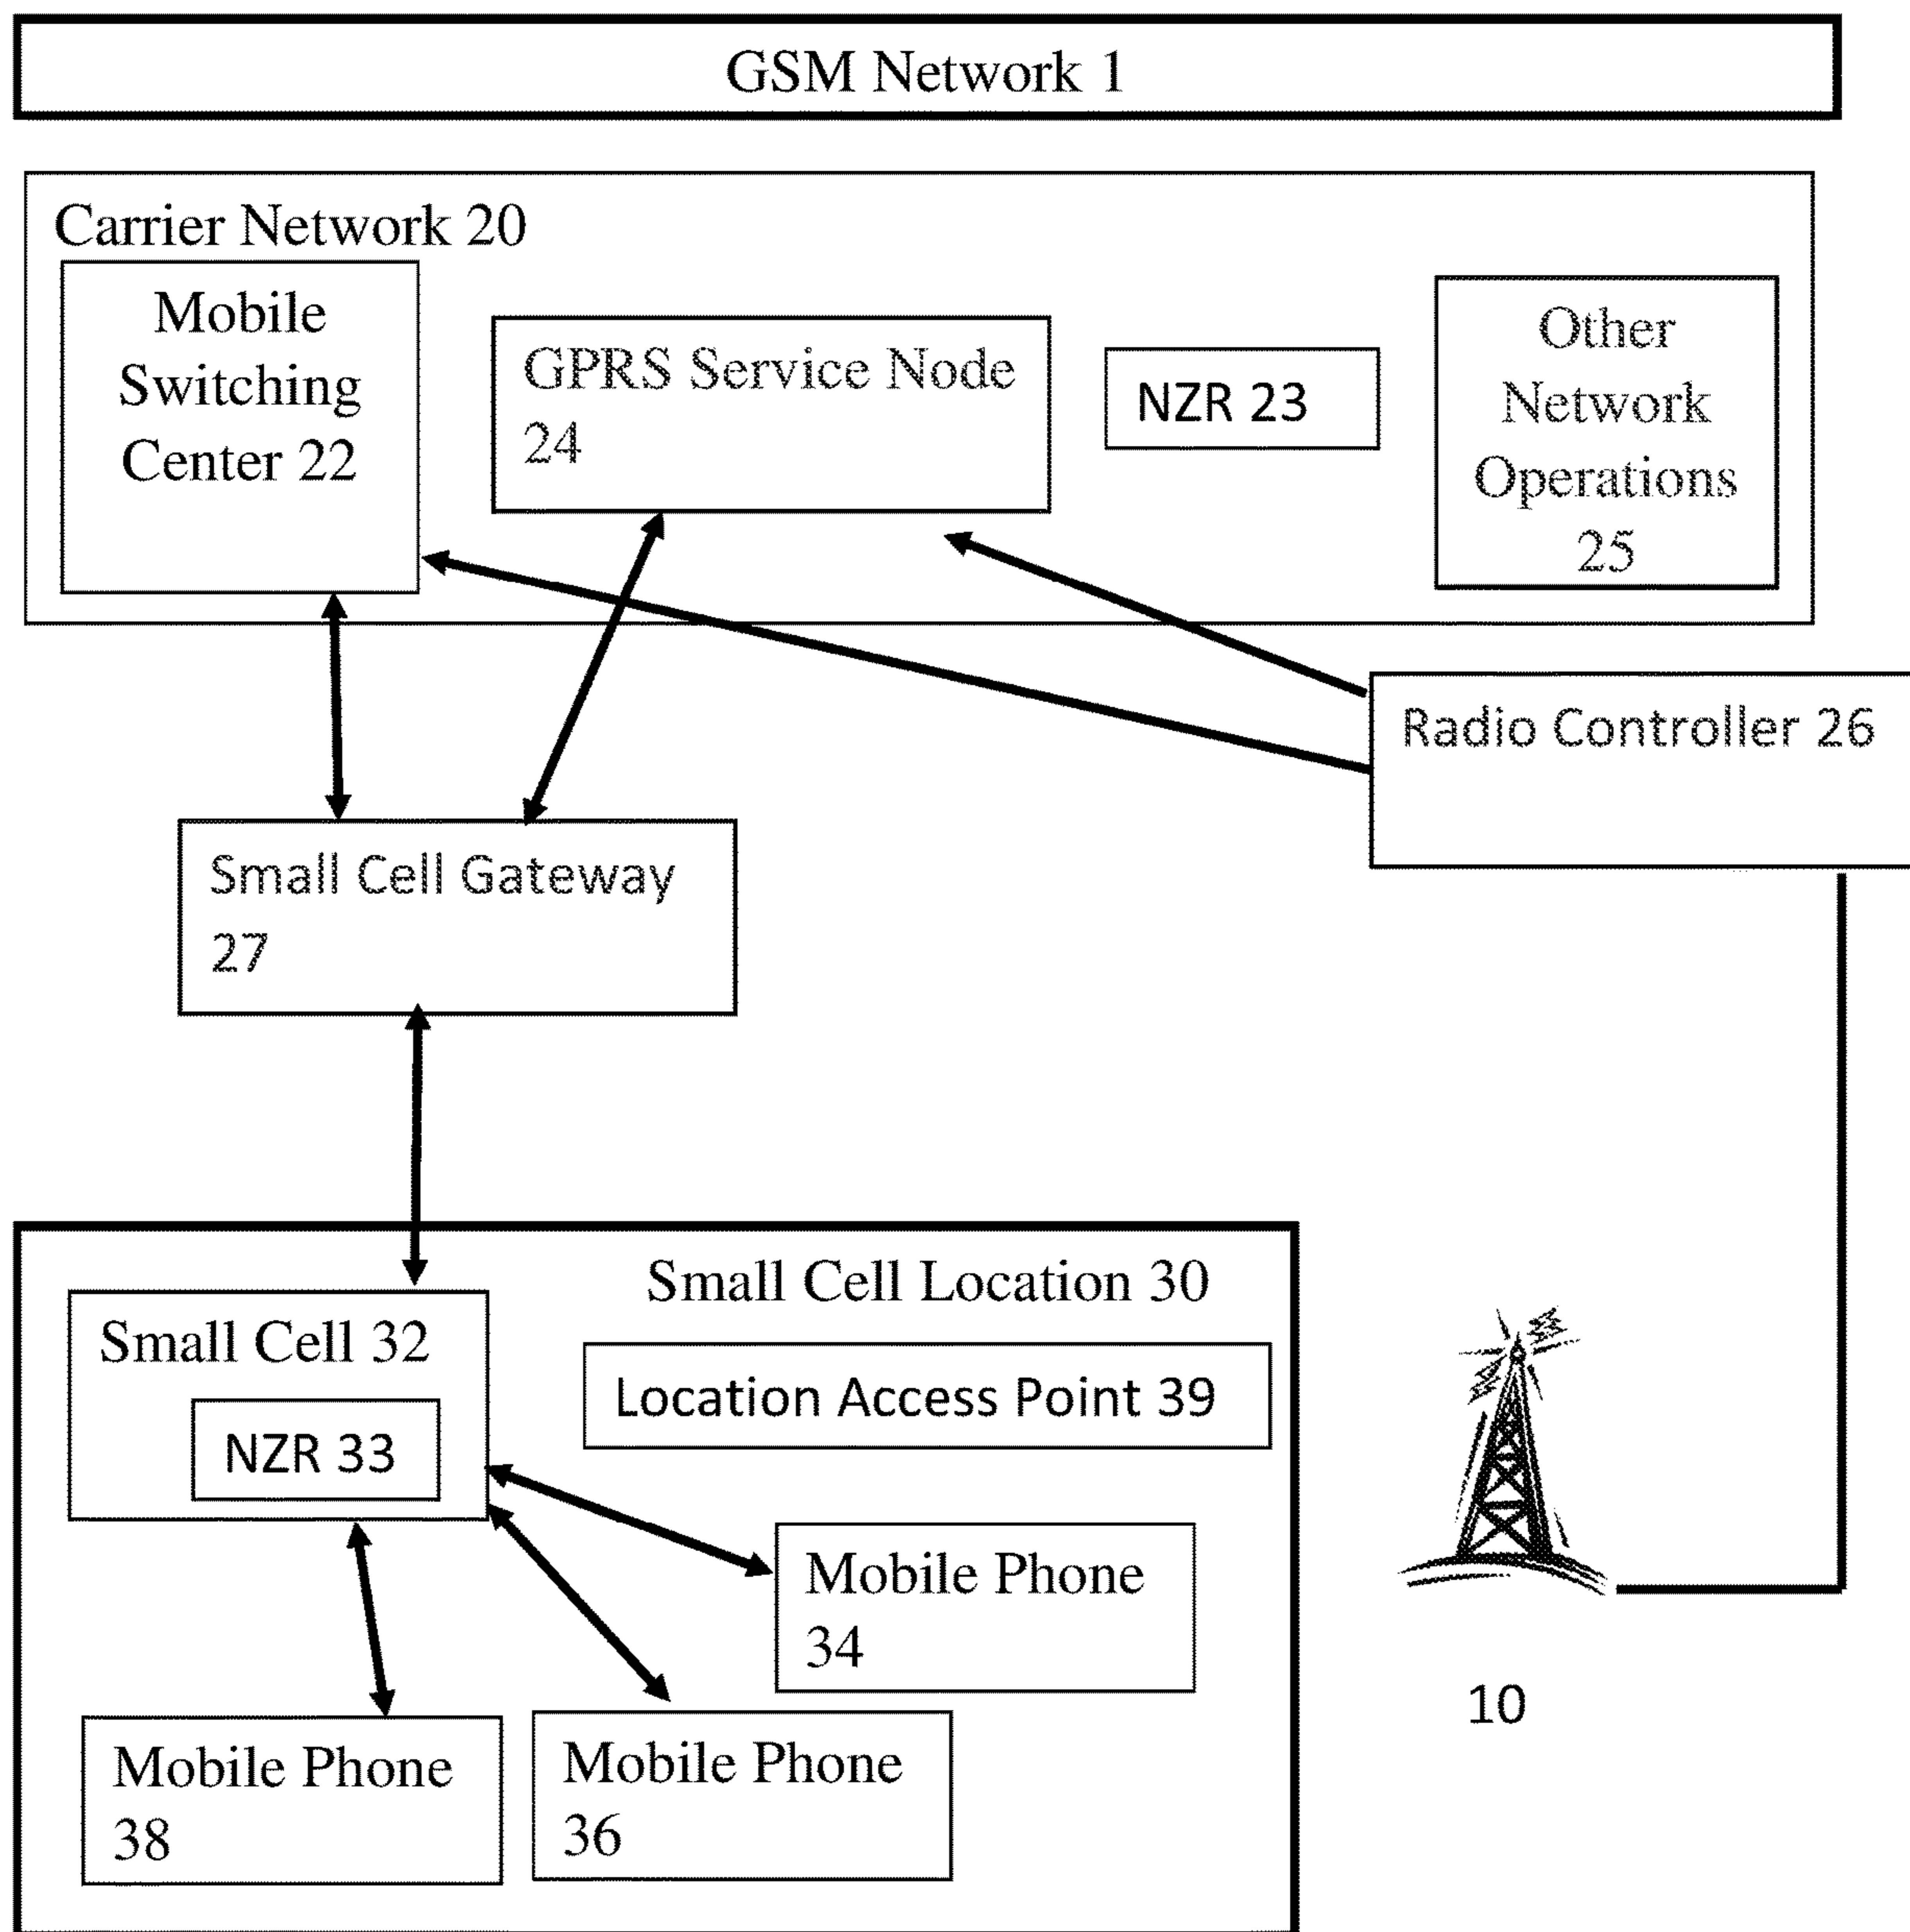 GSM Network 1
Carrier Network 20
Mobile
Switching
Center 22
GPRS Service Node
24
NZR 23
Other
Network
Operations
25
Radio Controller 26
Small Cell Gateway
27
Small Cell Location 30
Small Cell 32
Location Access Point 39
NZR 33
Mobile Phone
34
10
Mobile Phone
38
Mobile Phone
36